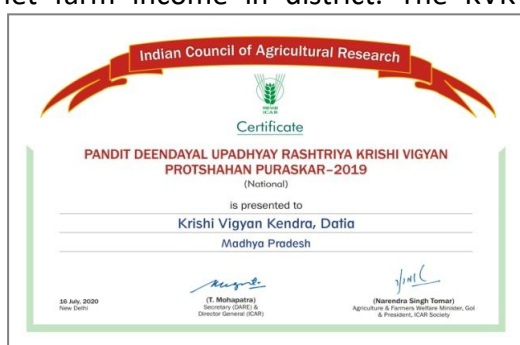 net farm income in district. The KVK
Indian Council of Agricultural Research
ICAR
Certificate
PANDIT DEENDAYAL UPADHYAY RASHTRIYA KRISHI VIGYAN
PROTSHAHAN PURASKAR–2019
(National)
is presented to
Krishi Vigyan Kendra, Datia
Madhya Pradesh
16 July, 2020
New Delhi
(T. Mohapatra)
Secretary (DARE) &
Director General (ICAR)
(Narendra Singh Tomar)
Agriculture & Farmers Welfare Minister, GoI
& President, ICAR Society